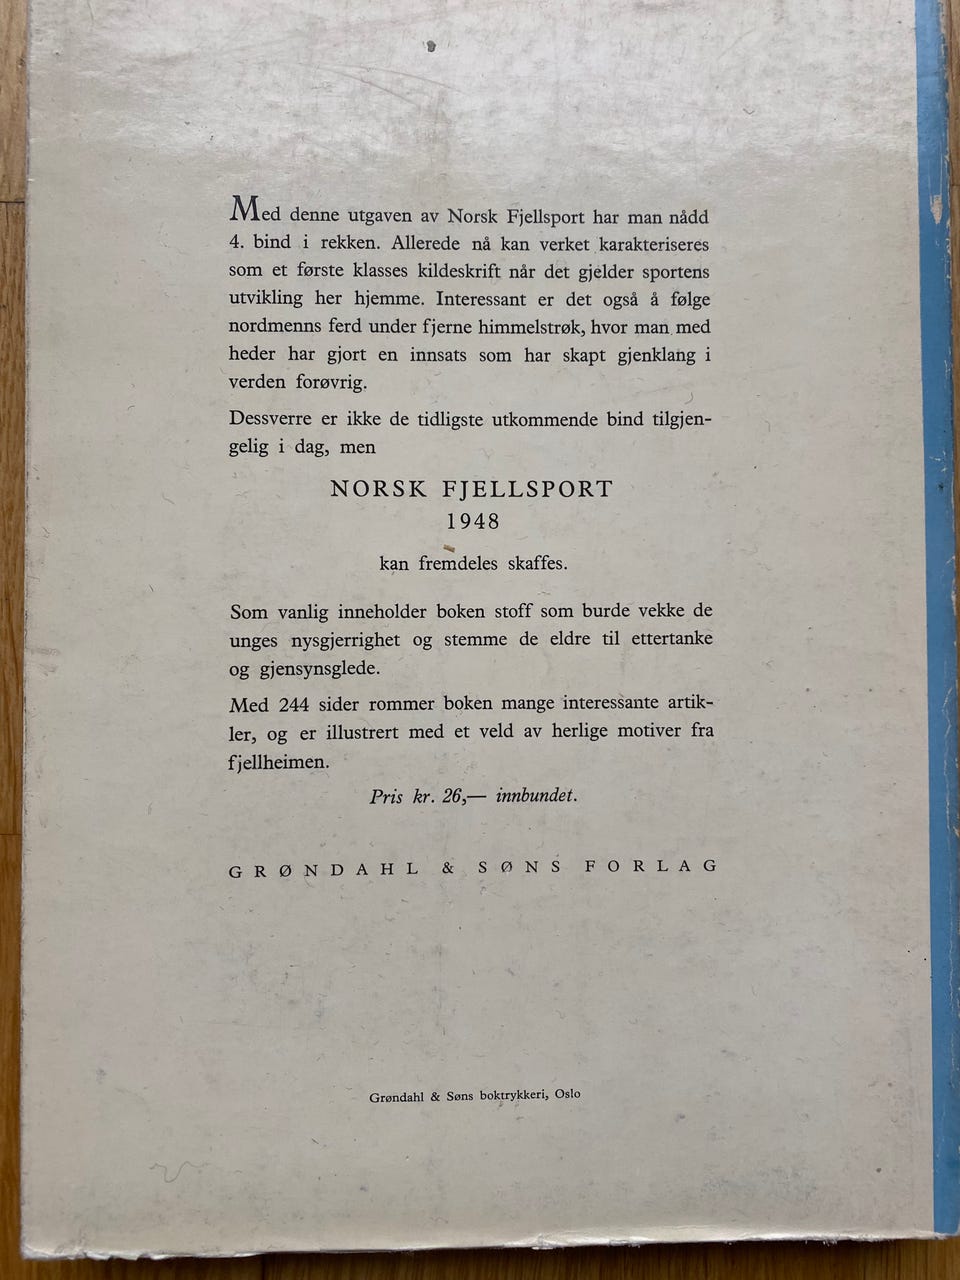 Med denne utgaven av Norsk Fjellsport har man nådd
4. bind i rekken. Allerede nå kan verket karakteriseres
som et første klasses kildeskrift når det gjelder sportens
utvikling her hjemme. Interessant er det også å følge
nordmenns ferd under fjerne himmelstrøk, hvor man med
heder har gjort en innsats som har skapt gjenklang i
verden forøvrig.
Dessverre er ikke de tidligste utkommende bind tilgjen-
gelig i dag, men
NORSK FJELLSPORT
1948
kan fremdeles skaffes.
Som vanlig inneholder boken stoff som burde vekke de
unges nysgjerrighet og stemme de eldre til ettertanke
og gjensynsglede.
Med 244 sider rommer boken mange interessante artik-
ler, og er illustrert med et veld av herlige motiver fra
fjellheimen.
Pris kr. 26,— innbundet.
GRØNDAHL & SØNS FORLAG
Grøndahl & Søns boktrykkeri, Oslo